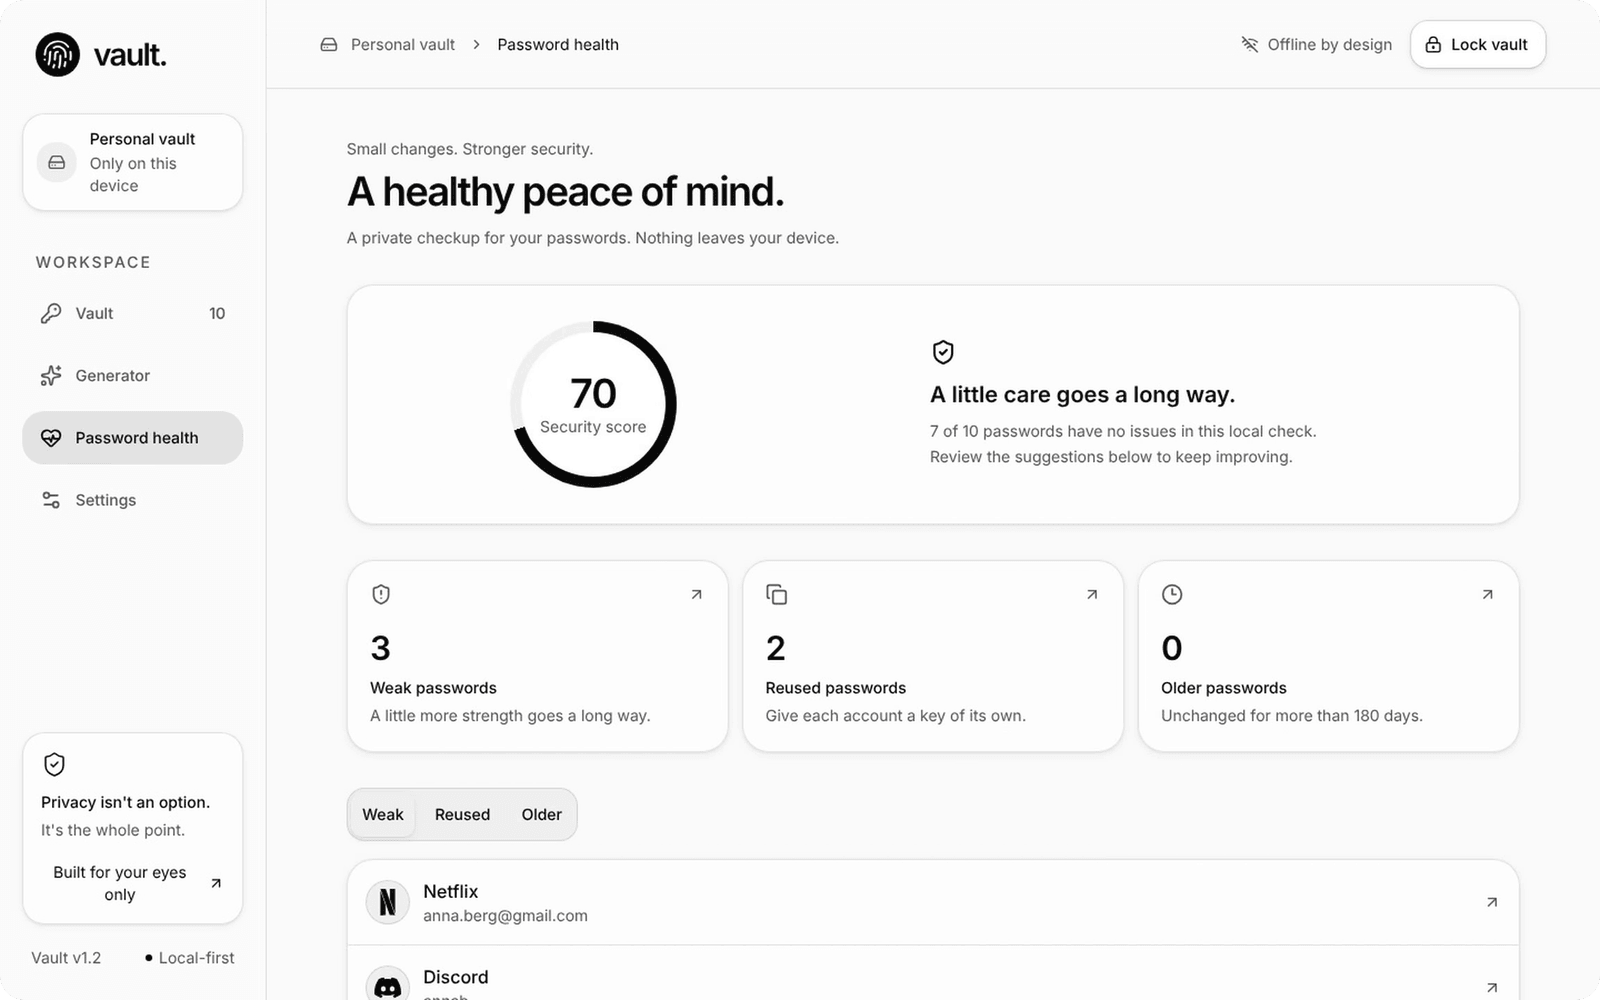 vault.
Personal vault
Only on this
device
WORKSPACE
Vault 10
Generator
Password health
Settings
Privacy isn't an option.
It's the whole point.
Built for your eyes
only
Vault v1.2 Local-first
Personal vault Password health
Offline by design
Lock vault
Small changes. Stronger security.
A healthy peace of mind.
A private checkup for your passwords. Nothing leaves your device.
70
Security score
A little care goes a long way.
7 of 10 passwords have no issues in this local check.
Review the suggestions below to keep improving.
3
Weak passwords
A little more strength goes a long way.
2
Reused passwords
Give each account a key of its own.
0
Older passwords
Unchanged for more than 180 days.
Weak Reused Older
Netflix
anna.berg@gmail.com
Discord